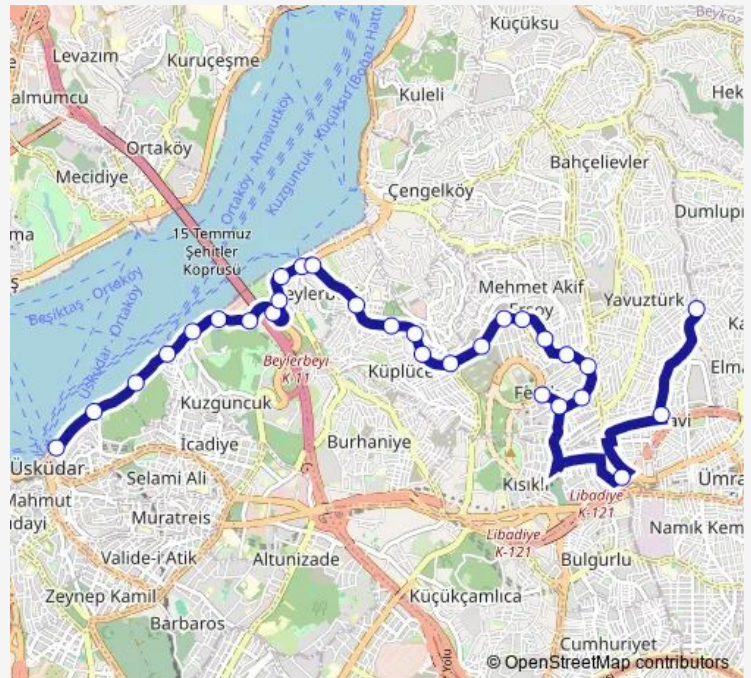 Küçüksu
Beykoz
Levazım
Kuruçeşme
Kuleli
Hek
almumcu
Ortaköy
Mecidiye
Bahçelievler
Çengelköy
Dumlupı
Ortaköy - Arnavutköy
Kuzguncuk - Küçüksu (Boğaz Hattı)
15 Temmuz
Şehitler
Köprüsü
ma
Beşiktaş - Ortaköy
Üsküdar - Ortaköy
Mehmet Akif
Ersoy
Yavuztürk
Ka
Beylerbeyi
K-11
Küplüce
Elma
Kuzguncuk
İcadiye
Burhaniye
Üsküdar
Selami Ali
Kısıklı
Ümra
Mahmut
üdayi
Muratreis
Libadiye
K-121
Namık Kem
Libadiye
K-121
Valide-i Atik
Altunizade
Bulgurlu
Zeynep Kamil
Küçükçamlıca
Barbaros
Cumhuriyet
Yolu
© OpenStreetMap contributors